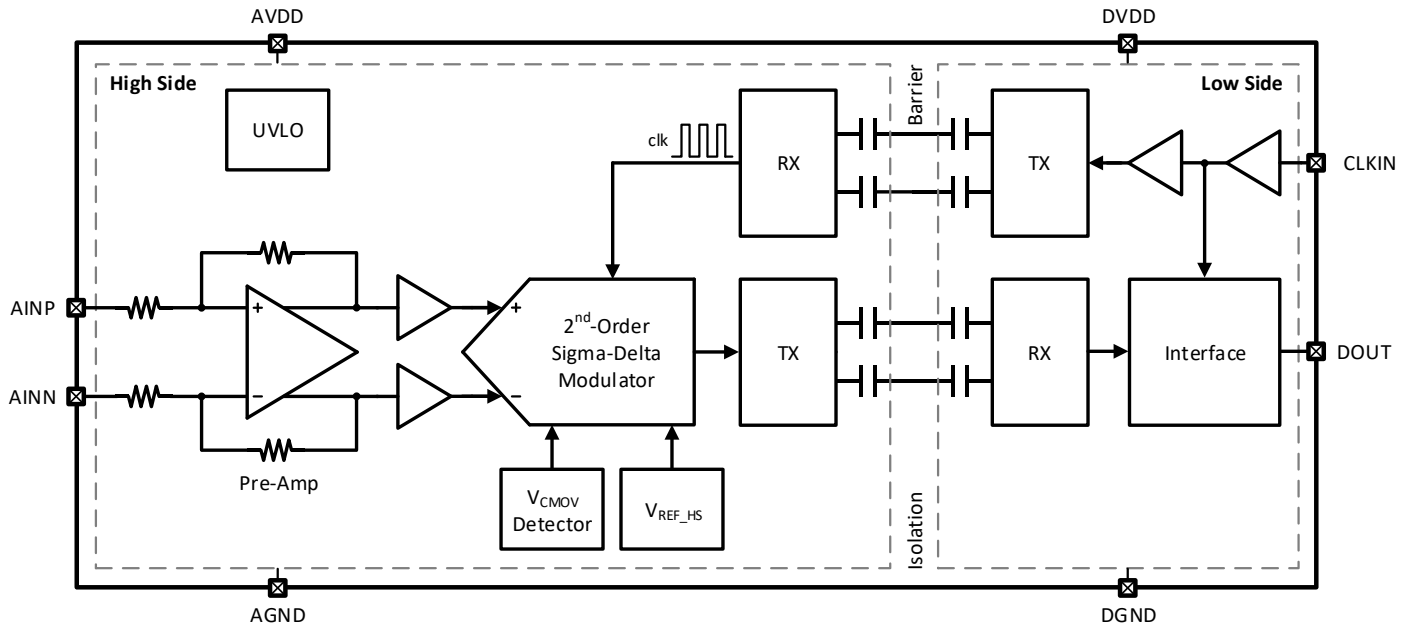 AVDD
DVDD
High Side
Low Side
UVLO
clk
RX
Barrier
TX
CLKIN
AINP
+
+
2nd-Order
Sigma-Delta
Modulator
TX
RX
Interface
DOUT
AINN
−
−
Pre-Amp
VCMOV
Detector
VREF_HS
Isolation
AGND
DGND